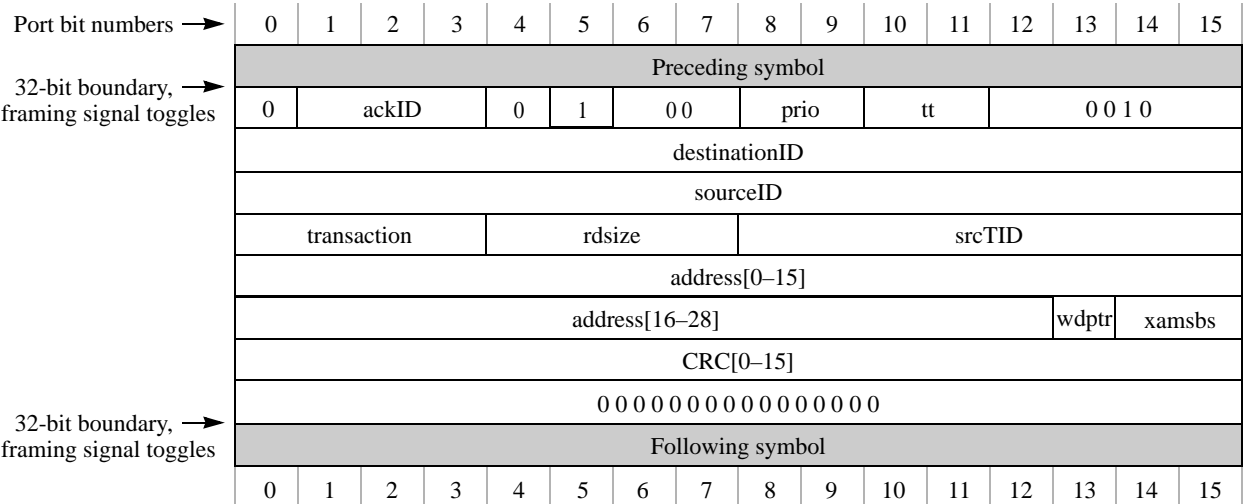 Port bit numbers 0 1 2 3 4 5 6 7 8 9 10 11 12 13 14 15
Preceding symbol
32-bit boundary,
framing signal toggles
0 ackID 0 1 0 0 prio tt 0 0 1 0
destinationID
sourceID
transaction rdsize srcTID
address[0–15]
address[16–28] wdptr xamsbs
CRC[0–15]
0 0 0 0 0 0 0 0 0 0 0 0 0 0 0 0
32-bit boundary,
framing signal toggles
Following symbol
0 1 2 3 4 5 6 7 8 9 10 11 12 13 14 15